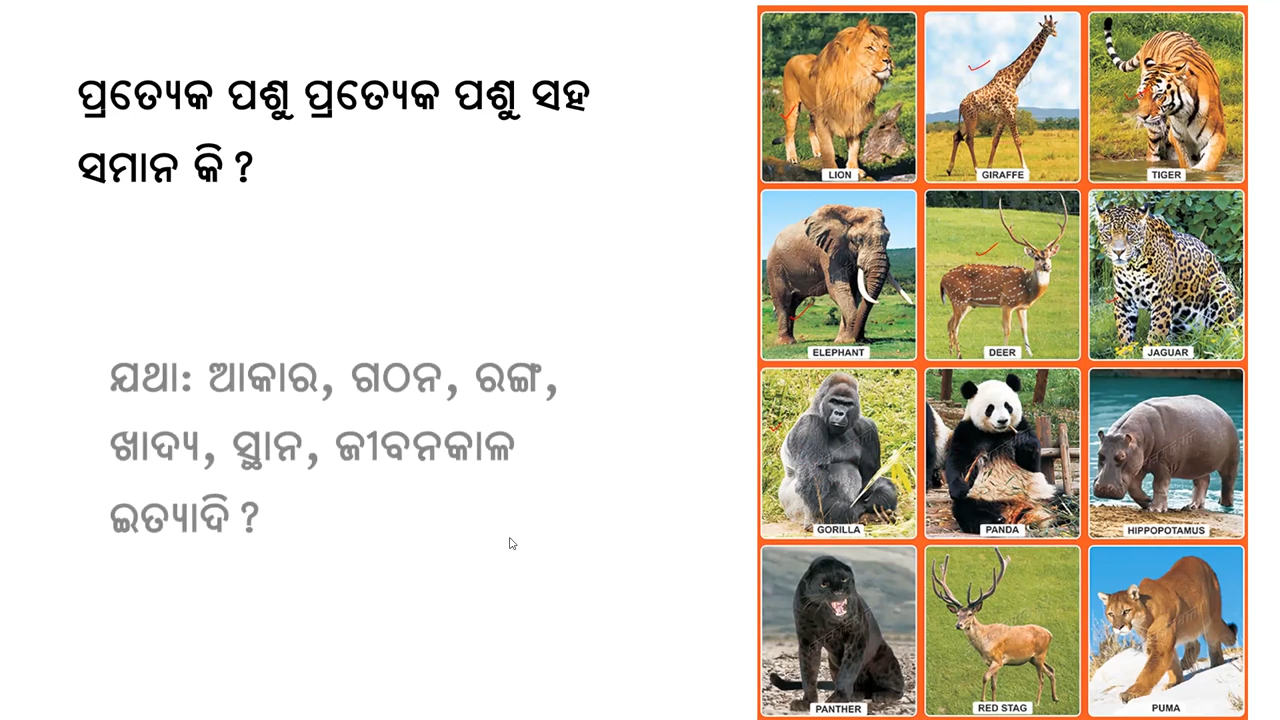 ପ୍ରତ୍ୟେକ ପଶୁ ପ୍ରତ୍ୟେକ ପଶୁ ସହ
ସମାନ କି ?
ଯଥା: ଆକାର, ଗଠନ, ରଙ୍ଗ,
ଖାଦ୍ୟ, ସ୍ଥାନ, ଜୀବନକାଳ
ଇତ୍ୟାଦି ?
LION
GIRAFFE
TIGER
ELEPHANT
DEER
JAGUAR
GORILLA
PANDA
HIPPOPOTAMUS
PANTHER
RED STAG
PUMA